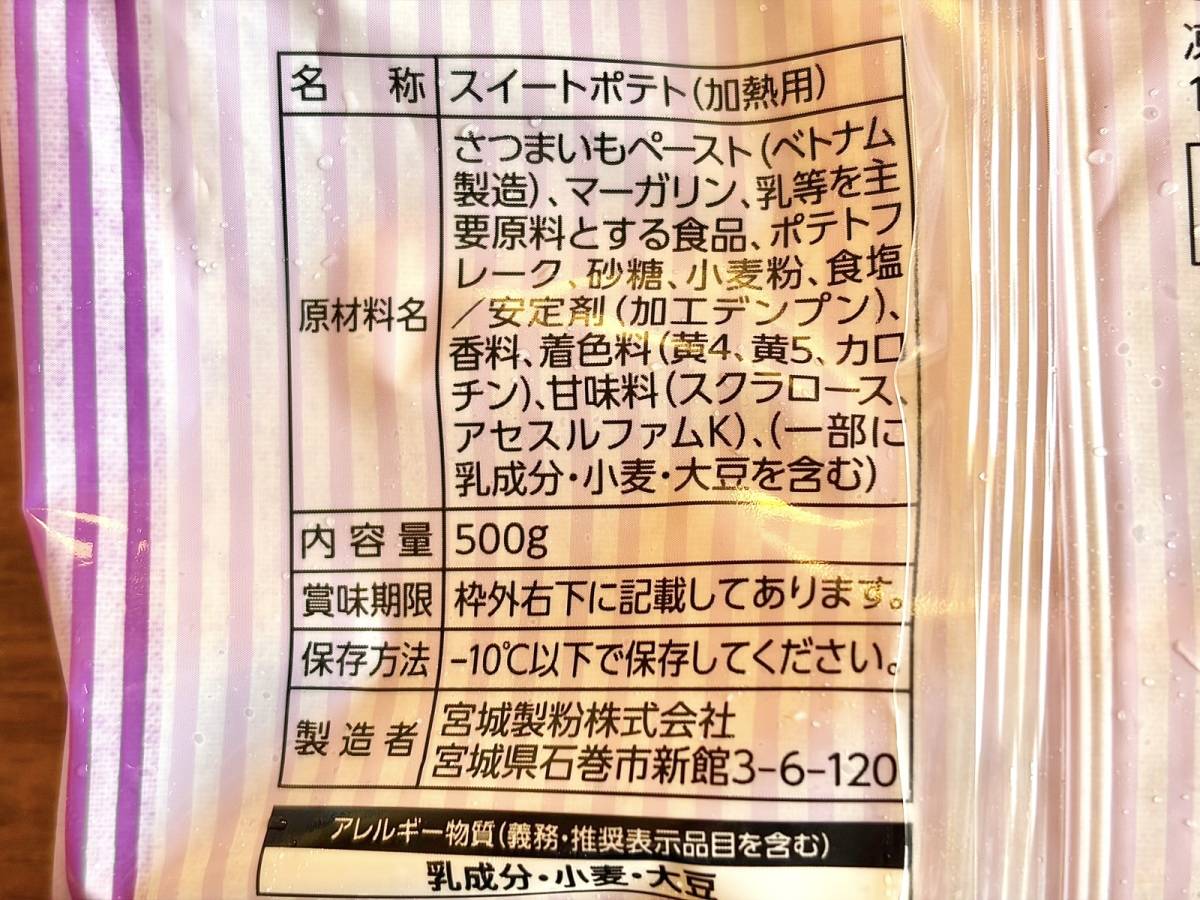 名称 スイートポテト(加熱用)
原材料名
さつまいもペースト(ベトナム
製造)、マーガリン、乳等を主
要原料とする食品、ポテトフ
レーク、砂糖、小麦粉、食塩
／安定剤(加工デンプン)、
香料、着色料(黄4、黄5、カロ
チン)、甘味料(スクラロース、
アセスルファムK)、(一部に
乳成分・小麦・大豆を含む)
内容量 500g
賞味期限 枠外右下に記載してあります。
保存方法 -10℃以下で保存してください。
製造者
宮城製粉株式会社
宮城県石巻市新館3-6-120
アレルギー物質(義務・推奨表示品目を含む)
乳成分・小麦・大豆